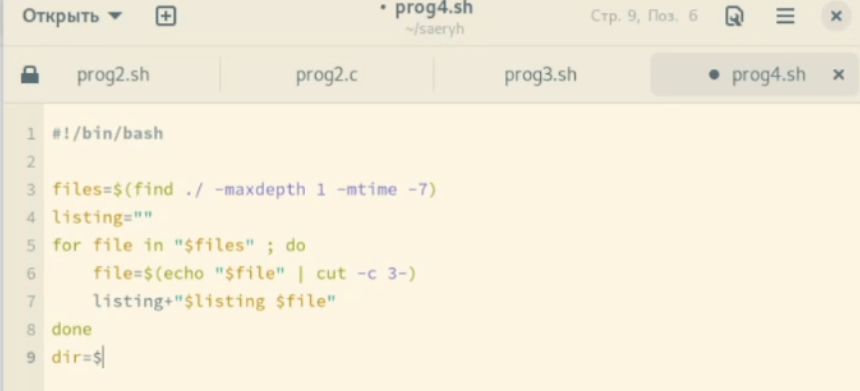 Открыть
• prog4.sh
~/saeryh
Стр. 9, Поз. 6
prog2.sh
prog2.c
prog3.sh
● prog4.sh
1 #!/bin/bash
2
3 files=$(find ./ -maxdepth 1 -mtime -7)
4 listing=""
5 for file in "$files" ; do
6     file=$(echo "$file" | cut -c 3-)
7     listing+"$listing $file"
8 done
9 dir=$